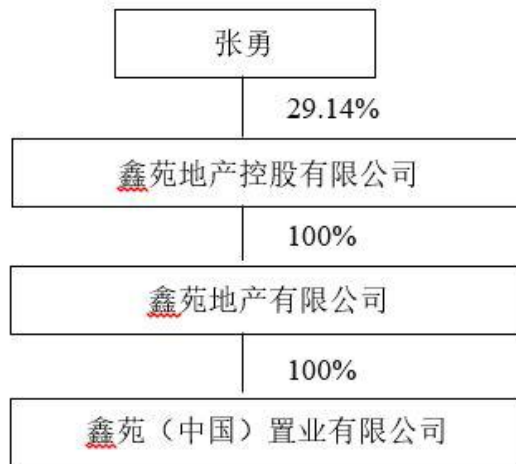 张勇
29.14%
鑫苑地产控股有限公司
100%
鑫苑地产有限公司
100%
鑫苑（中国）置业有限公司